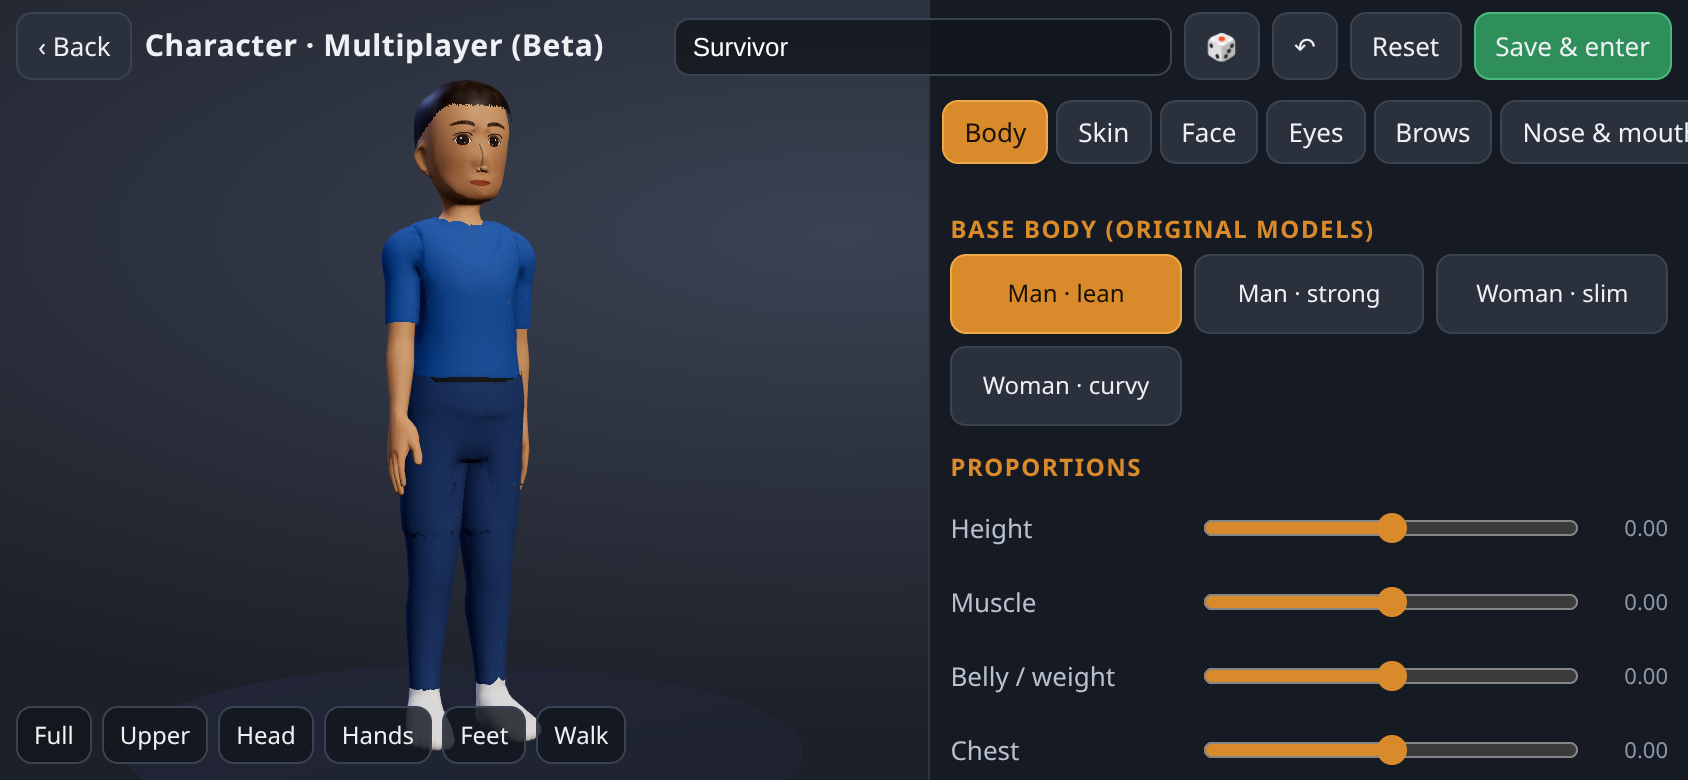 ‹ Back
Character · Multiplayer (Beta)
Survivor
Reset
Save & enter
Body
Skin
Face
Eyes
Brows
Nose & mouth
BASE BODY (ORIGINAL MODELS)
Man · lean
Man · strong
Woman · slim
Woman · curvy
PROPORTIONS
Height
0.00
Muscle
0.00
Belly / weight
0.00
Chest
0.00
Full
Upper
Head
Hands
Feet
Walk